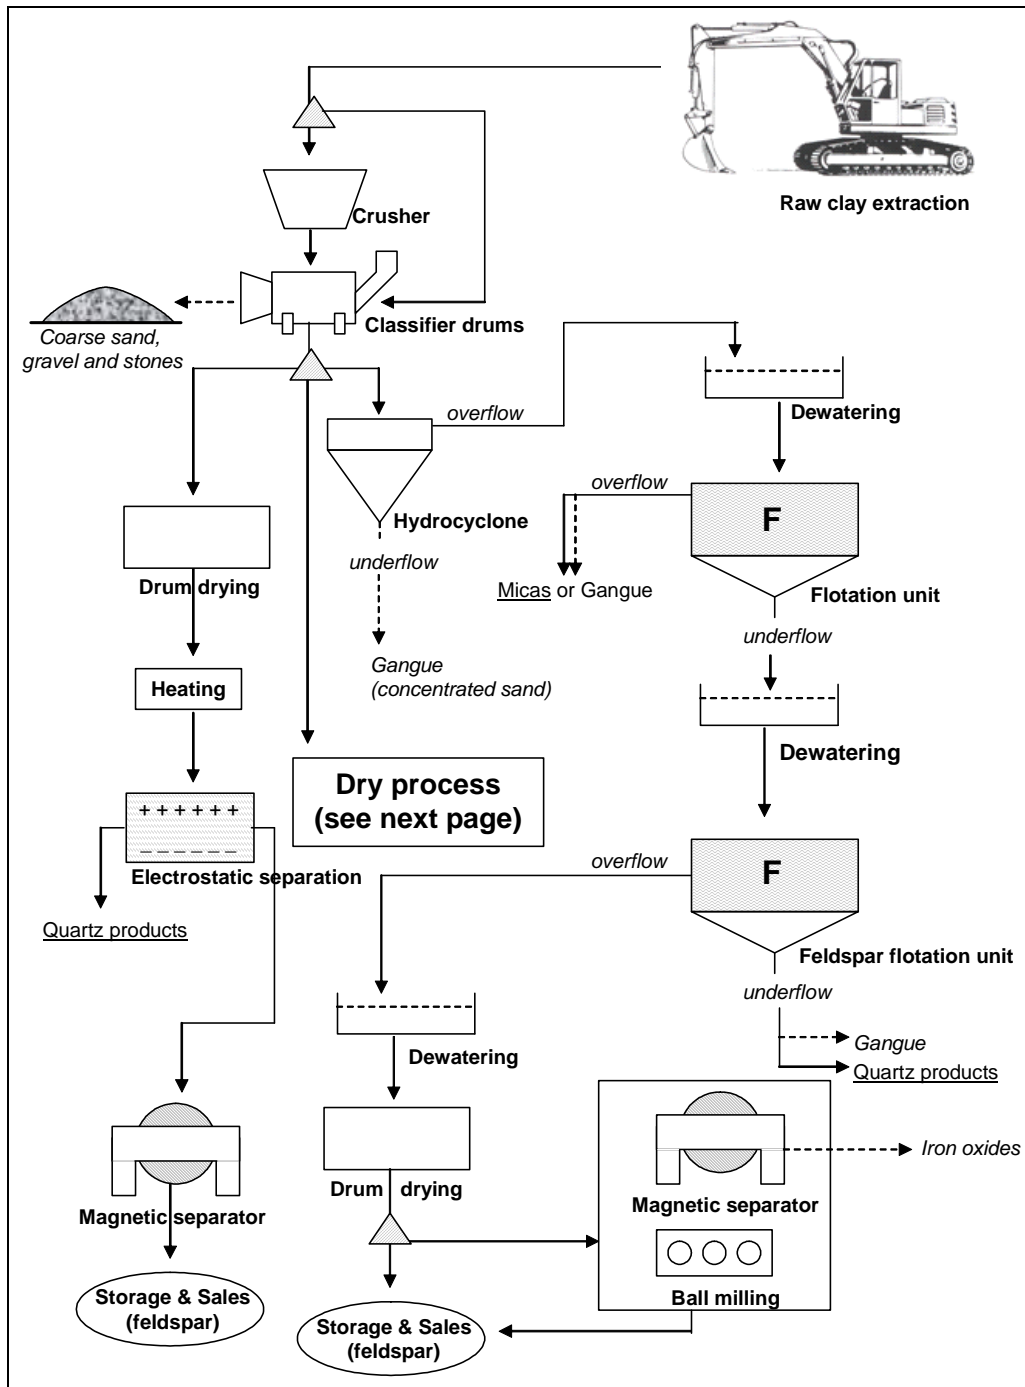 Raw clay extraction
Crusher
Classifier drums
Coarse sand,
gravel and stones
overflow
Dewatering
overflow
F
Hydrocyclone
underflow
Drum drying
Micas or Gangue
Flotation unit
underflow
Gangue
(concentrated sand)
Heating
Dewatering
Dry process
(see next page)
+ + + + + +
_ _ _ _ _ _
Electrostatic separation
overflow
F
Quartz products
Feldspar flotation unit
underflow
Gangue
Quartz products
Dewatering
Iron oxides
Drum drying
Magnetic separator
Magnetic separator
Ball milling
Storage & Sales
(feldspar)
Storage & Sales
(feldspar)